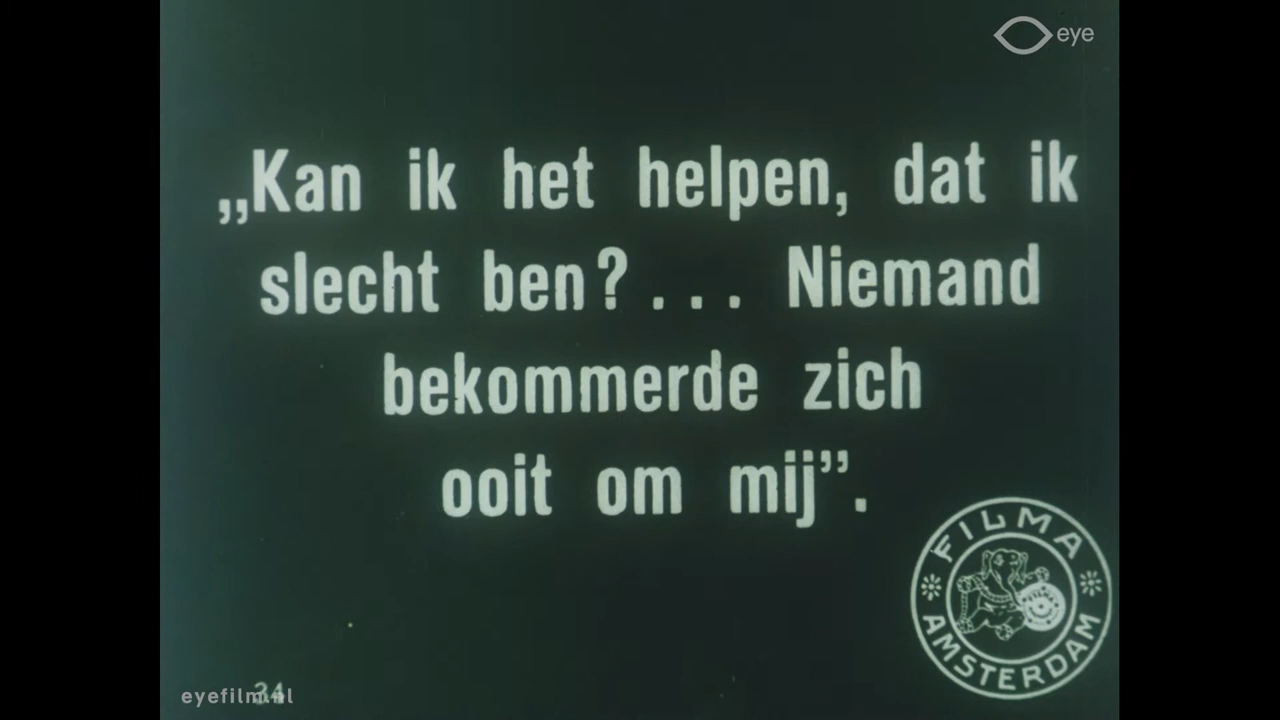 eye
„Kan ik het helpen, dat ik
slecht ben? . . . Niemand
bekommerde zich
ooit om mij”.
FILMA
AMSTERDAM
34
eyefilm.nl